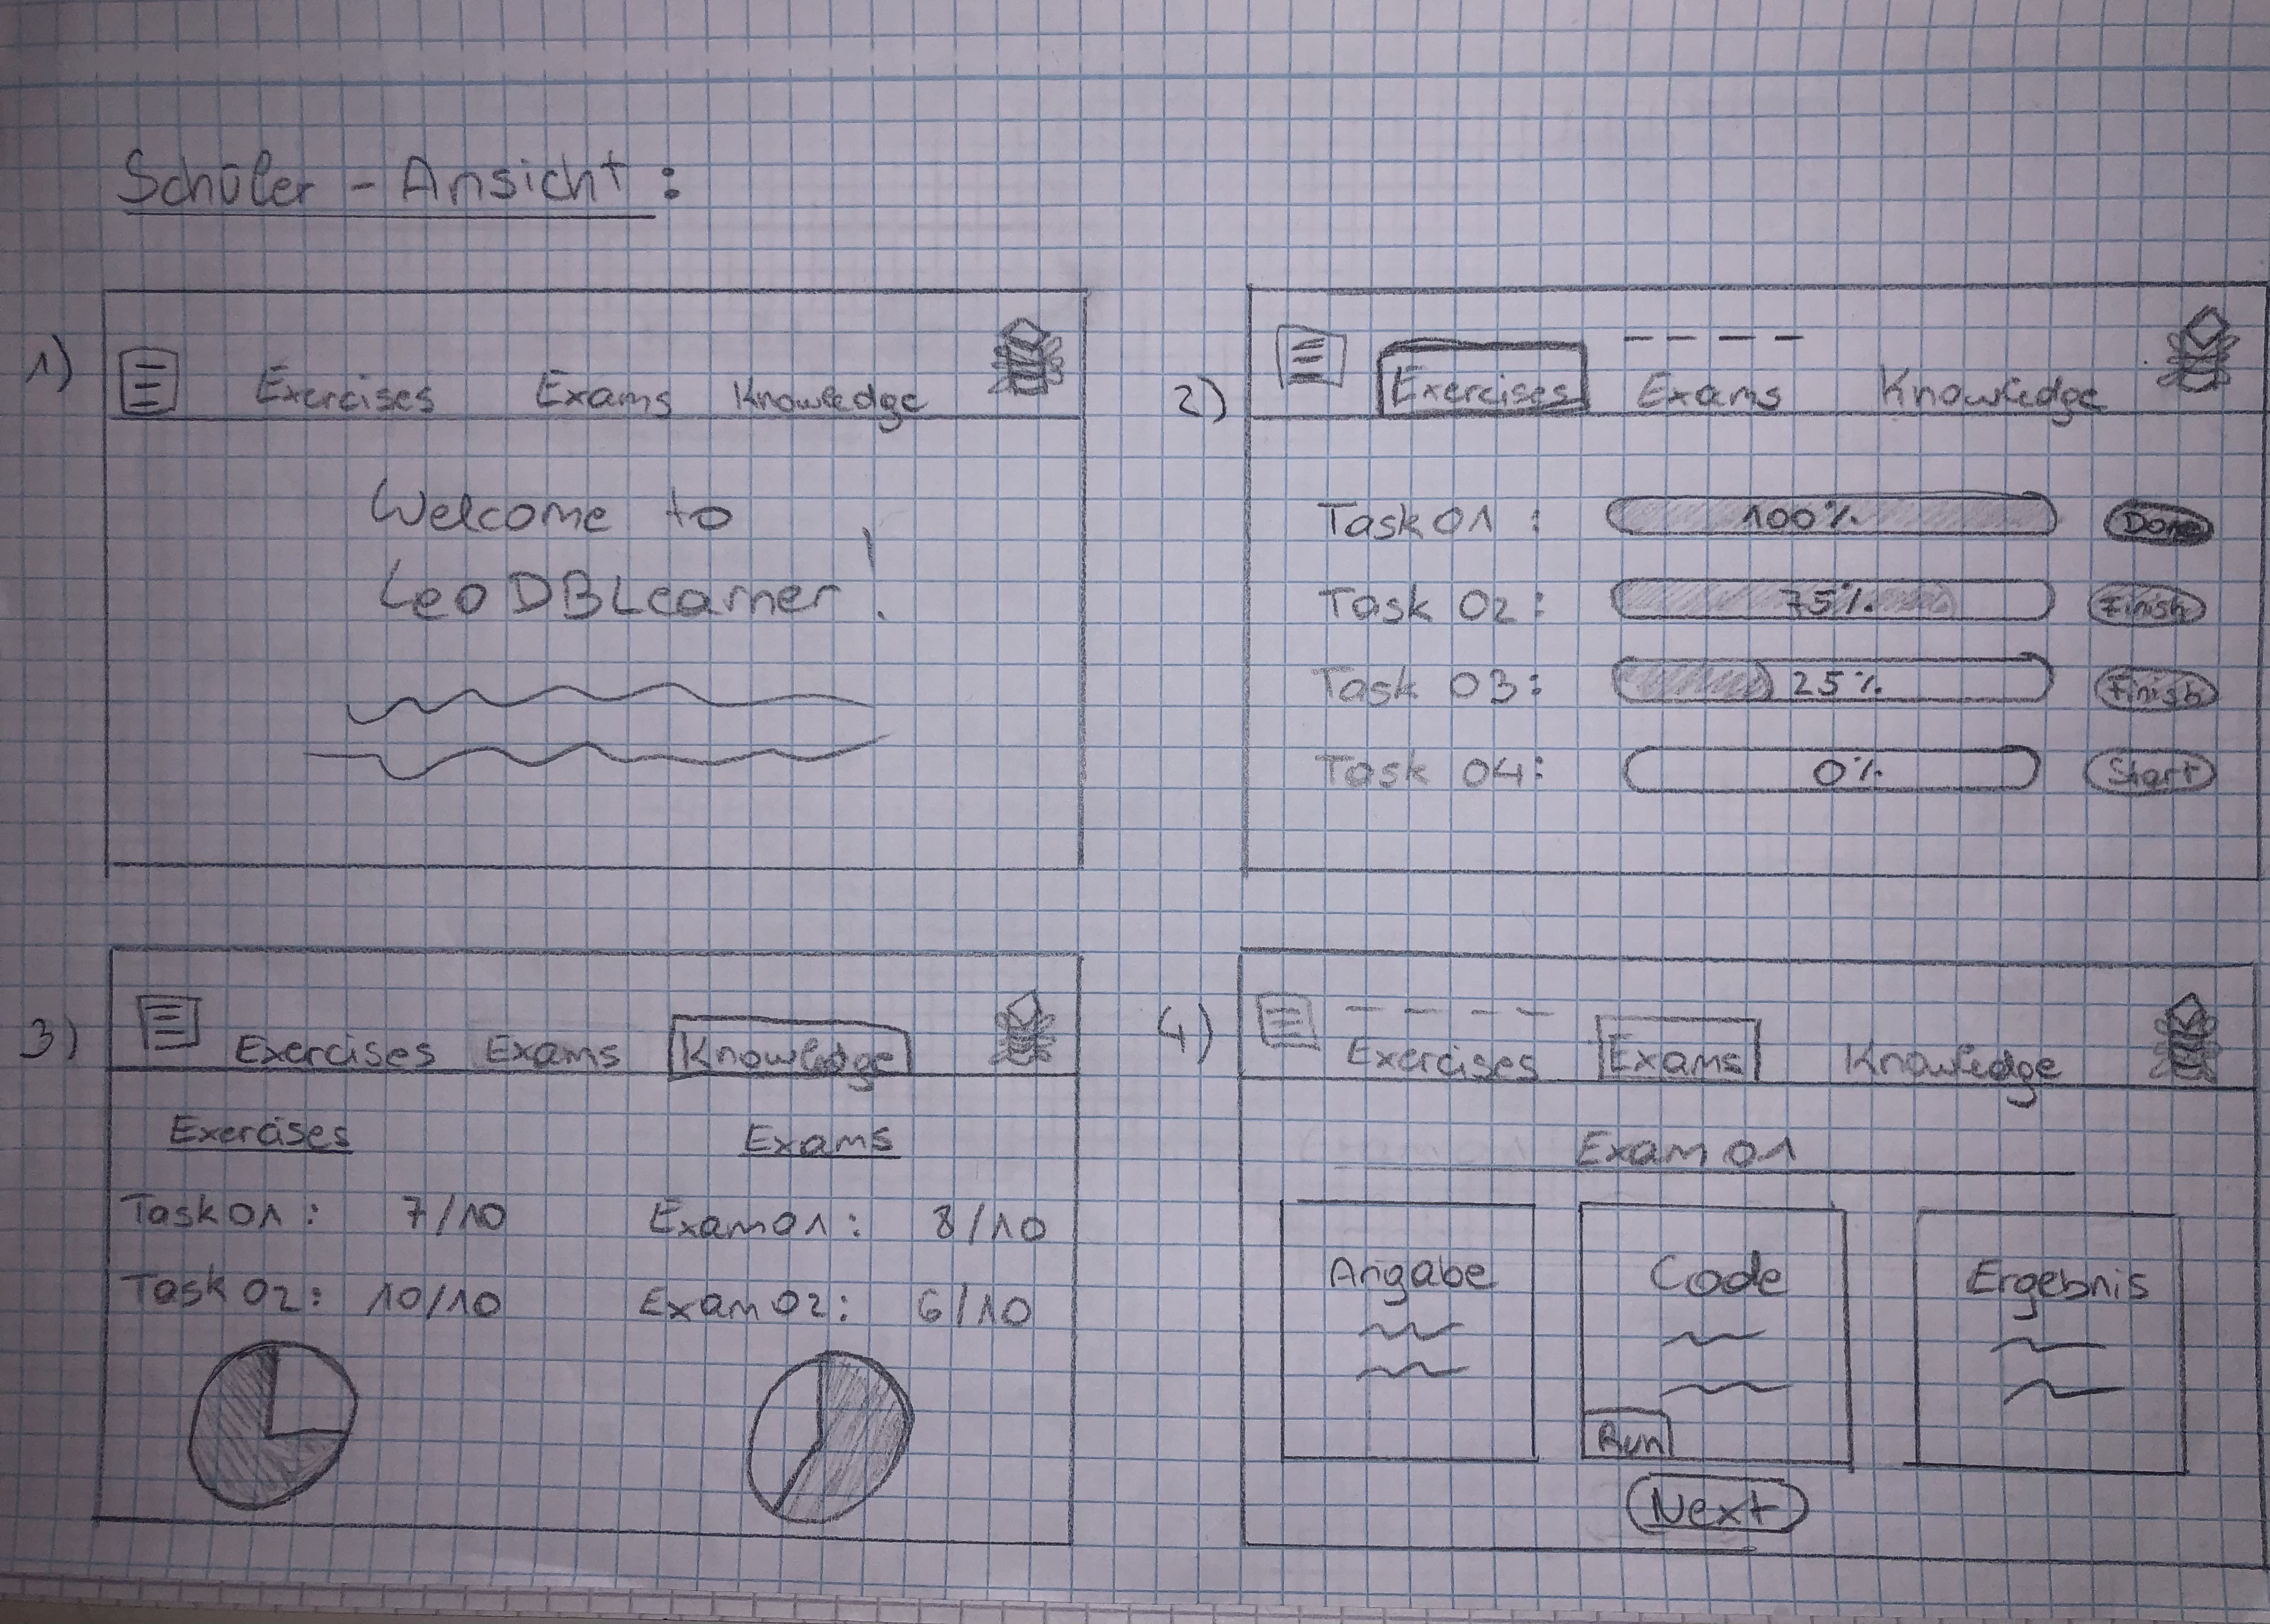 Schüler - Ansicht :
1)
Exercises Exams Knowledge
Welcome to
LeoDBLearner!
2)
Exercises Exams Knowledge
Task 01 : 100% Done
Task 02 : 75% Finish
Task 03 : 25% Finish
Task 04 : 0% Start
3)
Exercises Exams Knowledge
Exercises Exams
Task 01 : 7/10 Exam 01 : 8/10
Task 02 : 10/10 Exam 02 : 6/10
4)
Exercises Exams Knowledge
Exam 01
Angabe Code Ergebnis
Run
Next